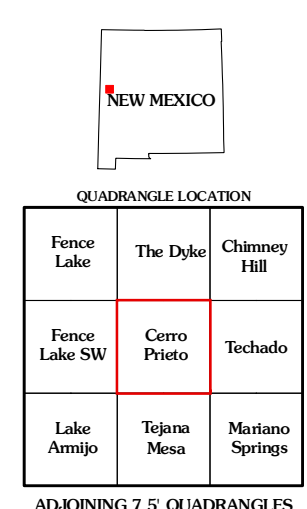 NEW MEXICO
QUADRANGLE LOCATION
Fence
Lake
The Dyke
Chimney
Hill
Fence
Lake SW
Cerro
Prieto
Techado
Lake
Armijo
Tejana
Mesa
Mariano
Springs
ADJOINING 7.5' QUADRANGLES